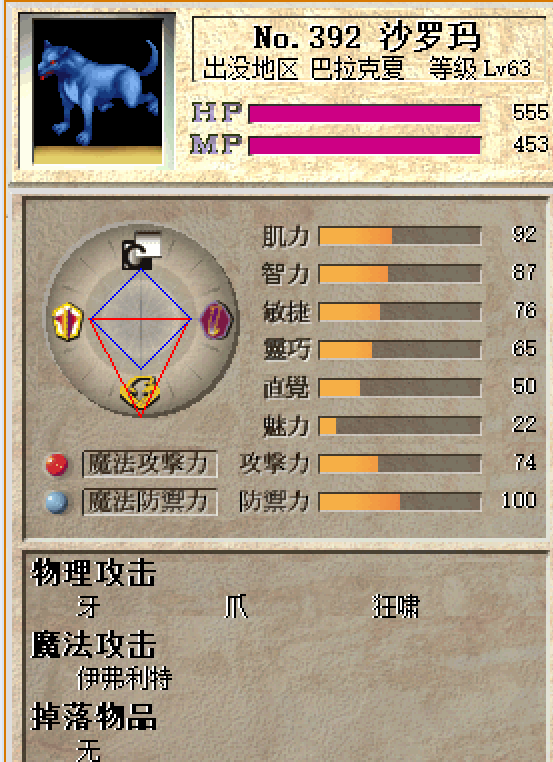 No. 392 沙罗玛
出没地区 巴拉克夏 等级 Lv63
HP 555
MP 453
肌力 92
智力 87
敏捷 76
靈巧 65
直覺 50
魅力 22
魔法攻擊力 攻擊力 74
魔法防禦力 防禦力 100
物理攻击
牙 爪 狂啸
魔法攻击
伊弗利特
掉落物品
无